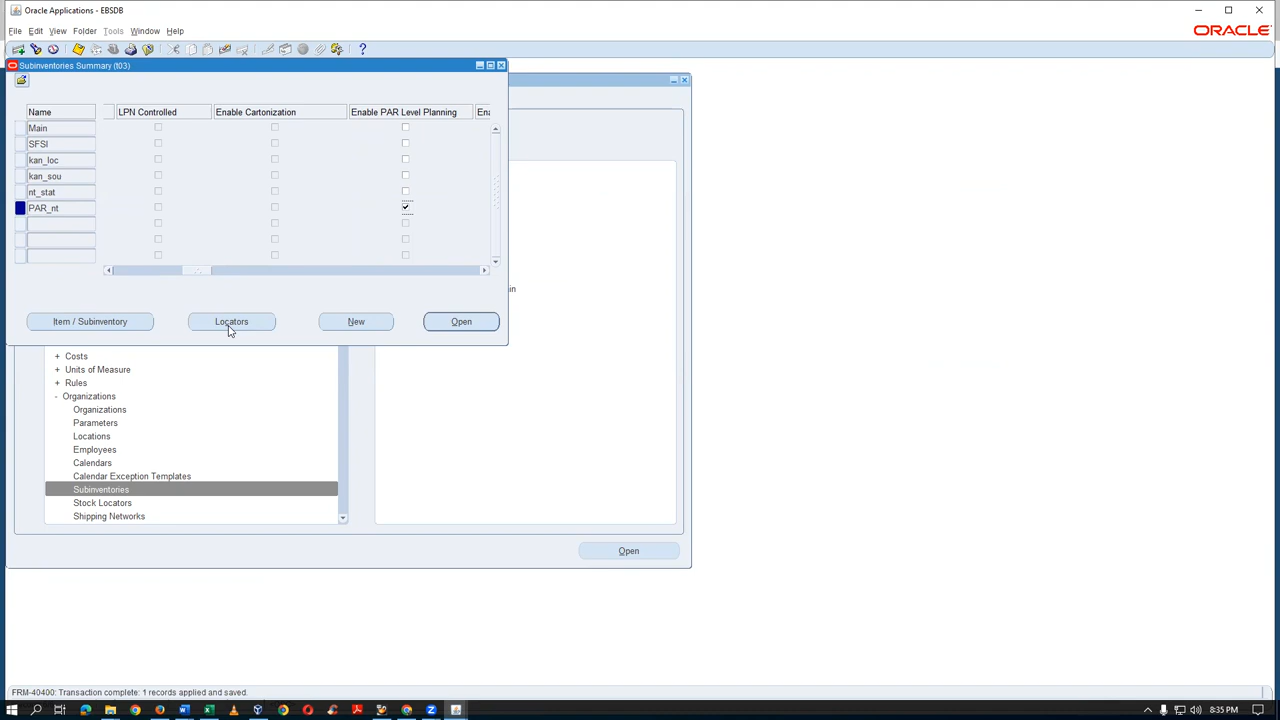 Oracle Applications - EBSDB
File Edit View Folder Tools Window Help
ORACLE
Subinventories Summary (t03)
Name LPN Controlled Enable Cartonization Enable PAR Level Planning Ena
Main
SFSI
kan_loc
kan_sou
nt_stat
PAR_nt
in
Item / Subinventory Locators New Open
+ Costs
+ Units of Measure
+ Rules
- Organizations
Organizations
Parameters
Locations
Employees
Calendars
Calendar Exception Templates
Subinventories
Stock Locators
Shipping Networks
Open
FRM-40400: Transaction complete: 1 records applied and saved.
8:35 PM